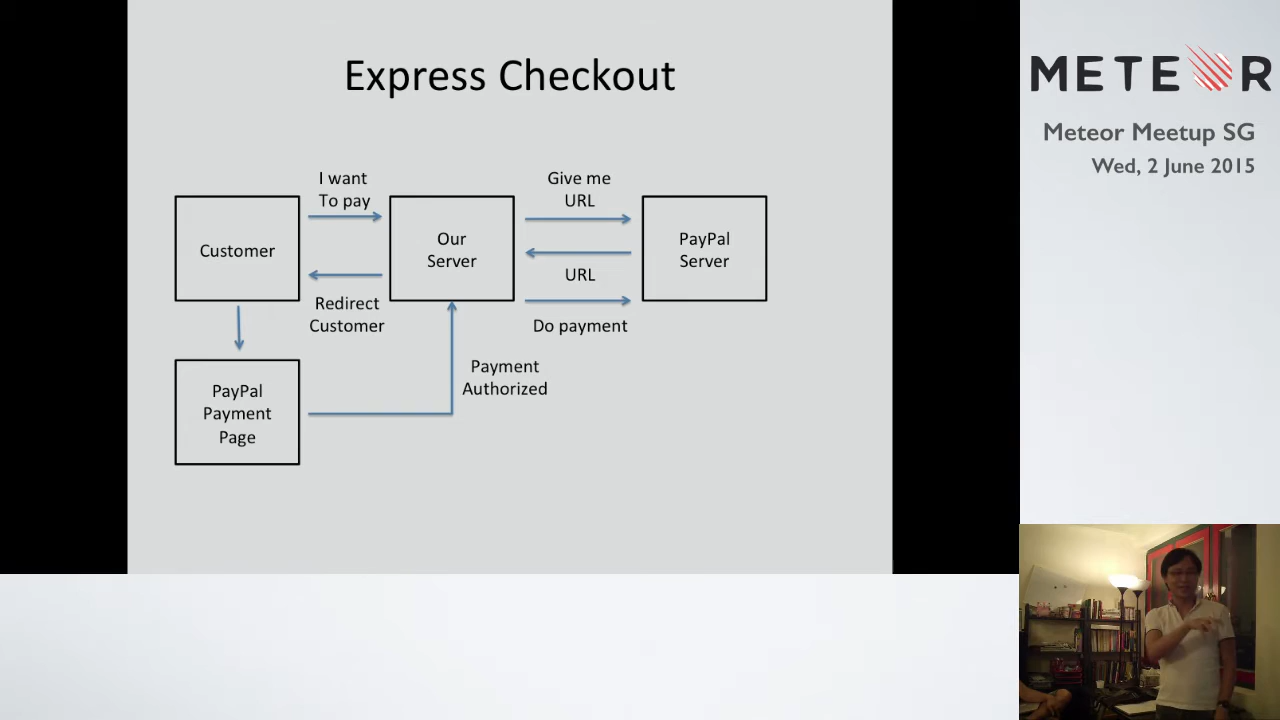 Express Checkout
I want
To pay
Give me
URL
Customer
Our
Server
PayPal
Server
URL
Redirect
Customer
Do payment
Payment
Authorized
PayPal
Payment
Page
METEOR
Meteor Meetup SG
Wed, 2 June 2015